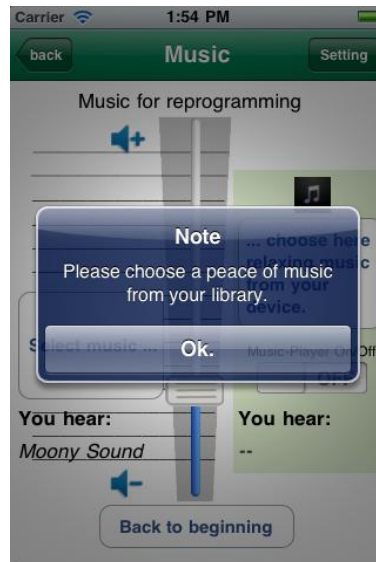 Carrier 1:54 PM
back Music Setting
Music for reprogramming
Note
Please choose a peace of music
from your library.
... choose here
relaxing music
from your
device.
Ok.
Select music ...
Music-Player On/Off
OFF
You hear: You hear:
Moony Sound --
Back to beginning